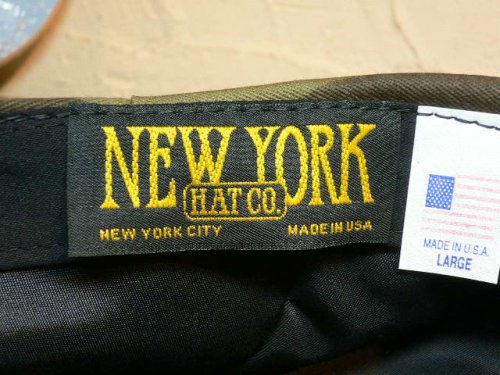 NEW YORK
HAT CO.
NEW YORK CITY MADE IN USA
MADE IN U.S.A.
LARGE